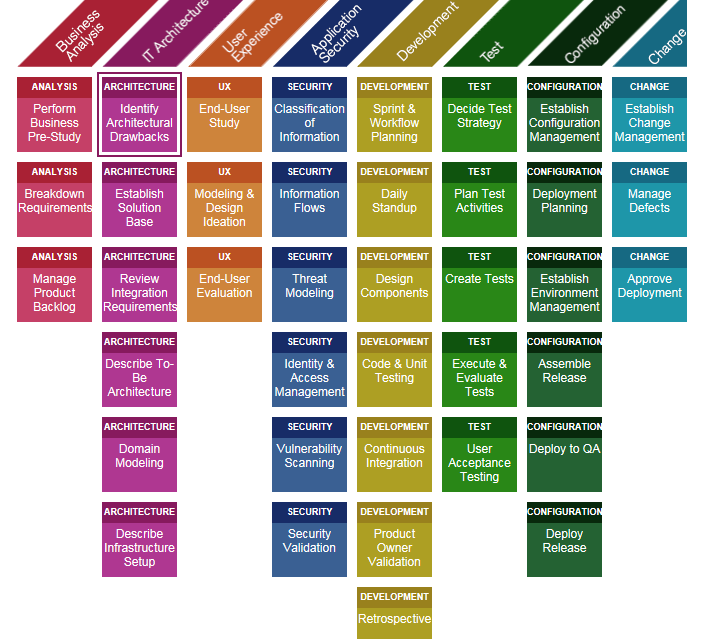 Business
Analysis
IT Architecture
User
Experience
Application
Security
Development
Test
Configuration
Change
ANALYSIS
Perform
Business
Pre-Study
ARCHITECTURE
Identify
Architectural
Drawbacks
UX
End-User
Study
SECURITY
Classification
of
Information
DEVELOPMENT
Sprint &
Workflow
Planning
TEST
Decide Test
Strategy
CONFIGURATION
Establish
Configuration
Management
CHANGE
Establish
Change
Management
ANALYSIS
Breakdown
Requirements
ARCHITECTURE
Establish
Solution
Base
UX
Modeling &
Design
Ideation
SECURITY
Information
Flows
DEVELOPMENT
Daily
Standup
TEST
Plan Test
Activities
CONFIGURATION
Deployment
Planning
CHANGE
Manage
Defects
ANALYSIS
Manage
Product
Backlog
ARCHITECTURE
Review
Integration
Requirements
UX
End-User
Evaluation
SECURITY
Threat
Modeling
DEVELOPMENT
Design
Components
TEST
Create Tests
CONFIGURATION
Establish
Environment
Management
CHANGE
Approve
Deployment
ARCHITECTURE
Describe To-
Be
Architecture
SECURITY
Identity &
Access
Management
DEVELOPMENT
Code & Unit
Testing
TEST
Execute &
Evaluate
Tests
CONFIGURATION
Assemble
Release
ARCHITECTURE
Domain
Modeling
SECURITY
Vulnerability
Scanning
DEVELOPMENT
Continuous
Integration
TEST
User
Acceptance
Testing
CONFIGURATION
Deploy to QA
ARCHITECTURE
Describe
Infrastructure
Setup
SECURITY
Security
Validation
DEVELOPMENT
Product
Owner
Validation
CONFIGURATION
Deploy
Release
DEVELOPMENT
Retrospective